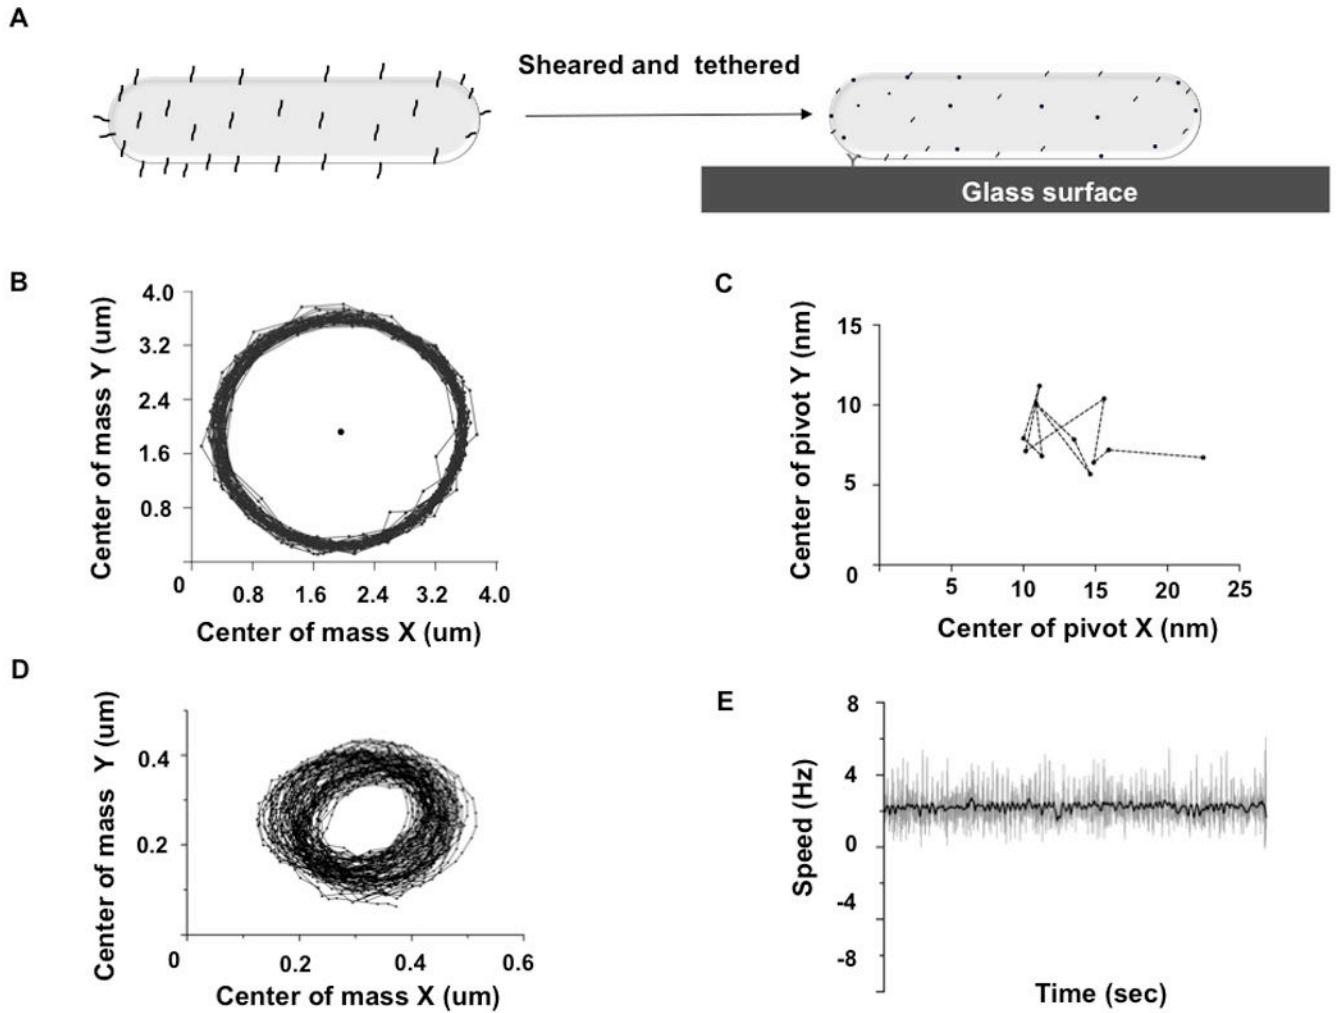 A
Sheared and tethered
Glass surface
B
Center of mass Y (um)
4.0
3.2
2.4
1.6
0.8
0
0.8 1.6 2.4 3.2 4.0
Center of mass X (um)
C
Center of pivot Y (nm)
15
10
5
0
5 10 15 20 25
Center of pivot X (nm)
D
Center of mass Y (um)
0.4
0.2
0
0.2 0.4 0.6
Center of mass X (um)
E
Speed (Hz)
8
4
0
-4
-8
Time (sec)